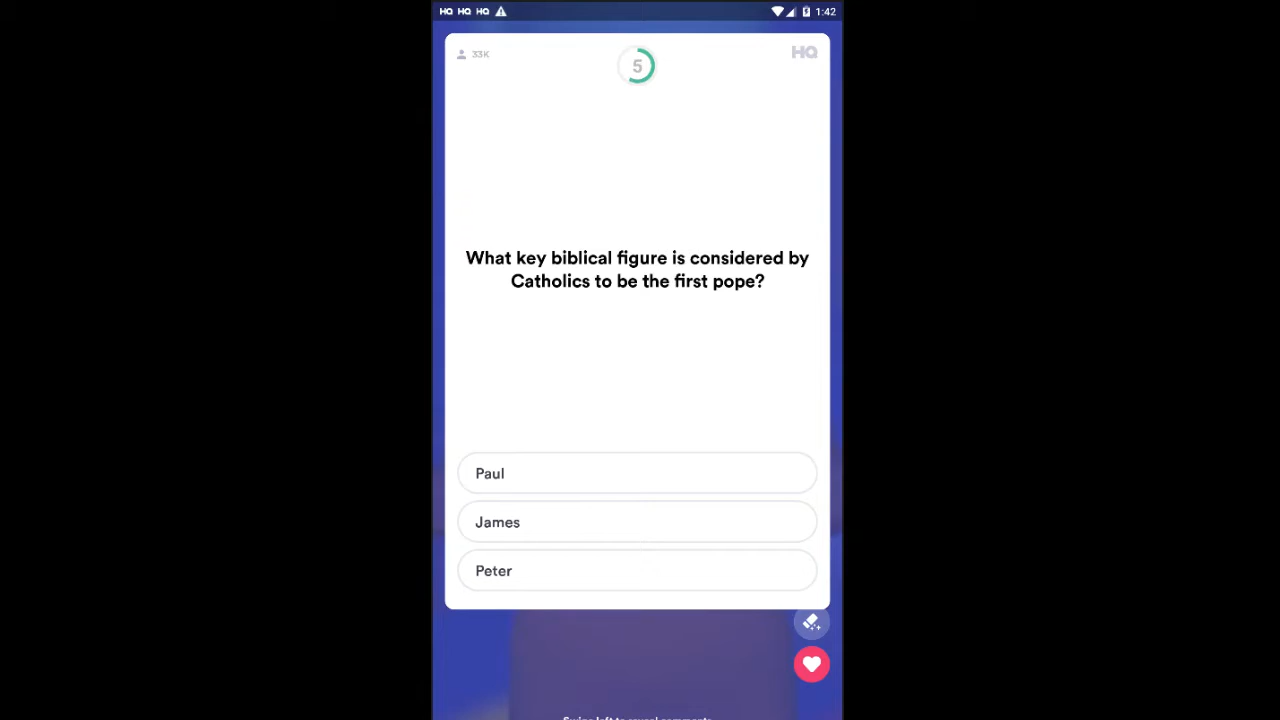 HQ HQ HQ 1:42
33K 5 HQ
What key biblical figure is considered by
Catholics to be the first pope?
Paul
James
Peter